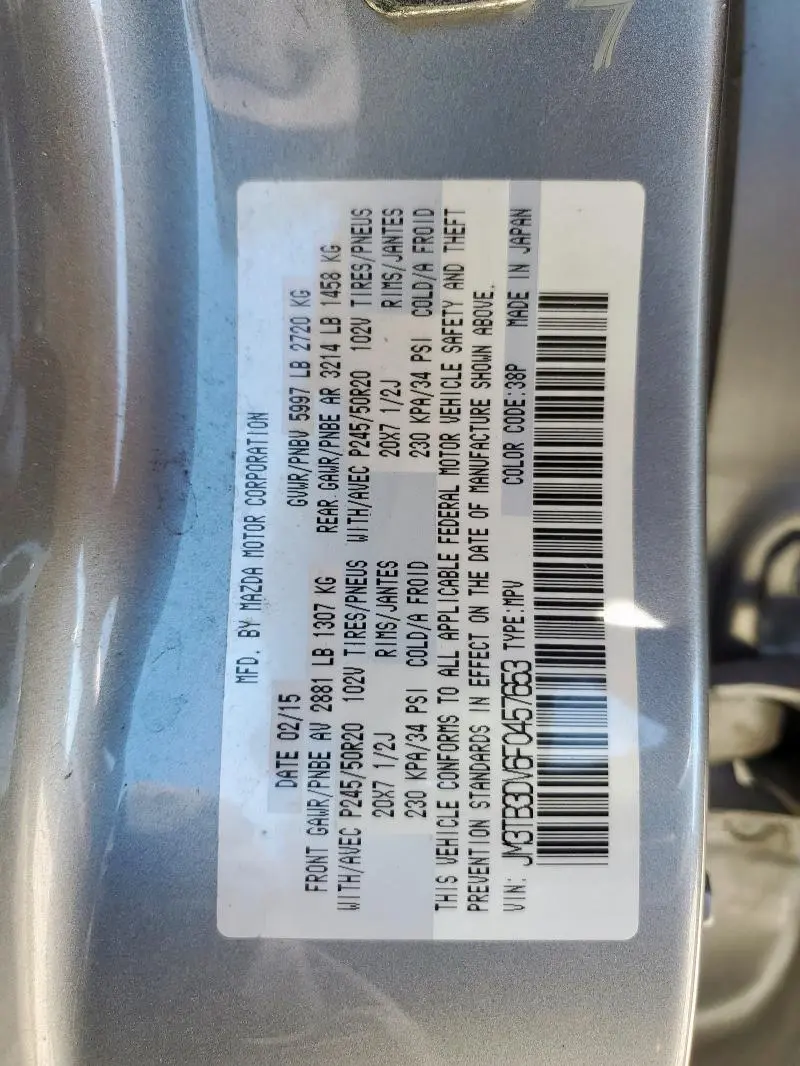 MFD. BY MAZDA MOTOR CORPORATION
DATE 02/15 GVWR/PNBV 5997 LB 2720 KG
FRONT GAWR/PNBE AV 2881 LB 1307 KG REAR GAWR/PNBE AR 3214 LB 1458 KG
WITH/AVEC P245/50R20 102V TIRES/PNEUS WITH/AVEC P245/50R20 102V TIRES/PNEUS
20X7 1/2J RIMS/JANTES 20X7 1/2J RIMS/JANTES
230 KPA/34 PSI COLD/A FROID 230 KPA/34 PSI COLD/A FROID
THIS VEHICLE CONFORMS TO ALL APPLICABLE FEDERAL MOTOR VEHICLE SAFETY AND THEFT
PREVENTION STANDARDS IN EFFECT ON THE DATE OF MANUFACTURE SHOWN ABOVE.
VIN: JM3TB3DV6F0457653 TYPE:MPV COLOR CODE:38P MADE IN JAPAN